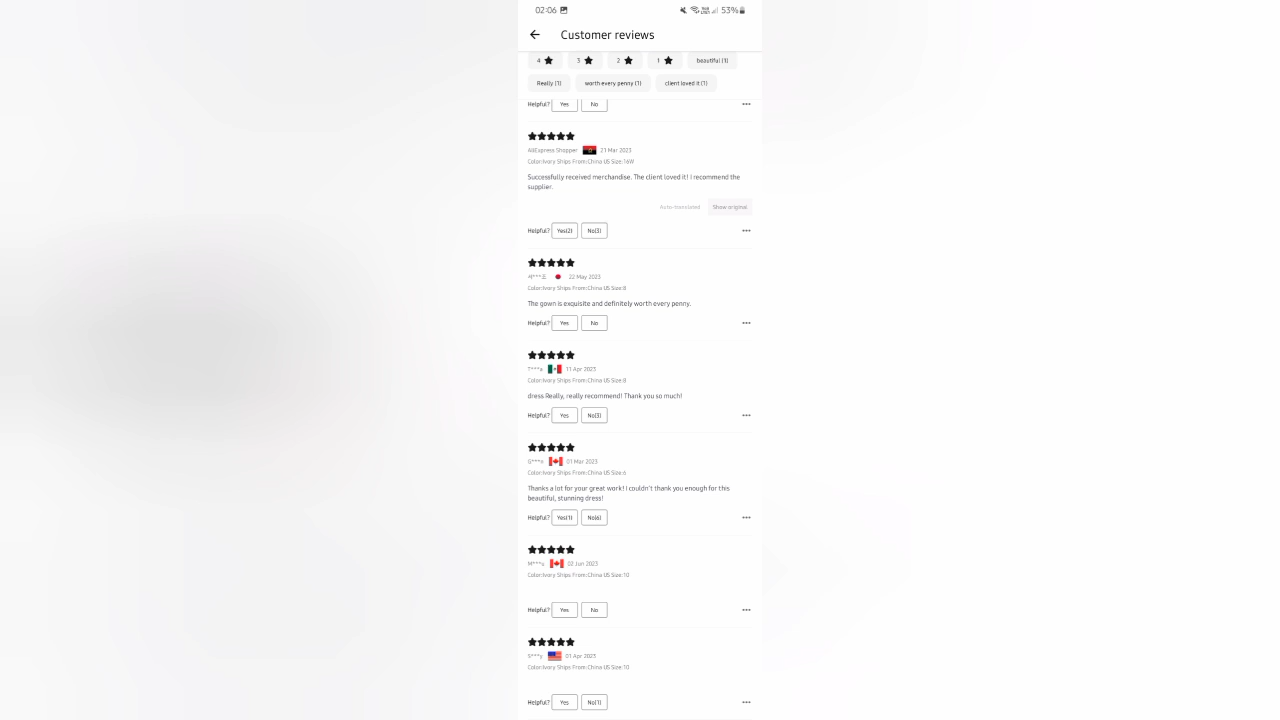 02:06 53%
Customer reviews
4 3 2 1 beautiful (1)
Really (1) worth every penny (1) client loved it (1)
Helpful? Yes No
AliExpress Shopper 21 Mar 2023
Color:Ivory Ships From:China US Size:16W
Successfully received merchandise. The client loved it! I recommend the
supplier.
Auto-translated Show original
Helpful? Yes(2) No(3)
서***조 22 May 2023
Color:Ivory Ships From:China US Size:8
The gown is exquisite and definitely worth every penny.
Helpful? Yes No
T***a 11 Apr 2023
Color:Ivory Ships From:China US Size:8
dress Really, really recommend! Thank you so much!
Helpful? Yes No(3)
G***n 01 Mar 2023
Color:Ivory Ships From:China US Size:6
Thanks a lot for your great work! I couldn't thank you enough for this
beautiful, stunning dress!
Helpful? Yes(1) No(6)
02 Jun 2023
Color:Ivory Ships From:China US Size:10
Helpful? Yes No
S***y 01 Apr 2023
Color:Ivory Ships From:China US Size:10
Helpful? Yes No(1)